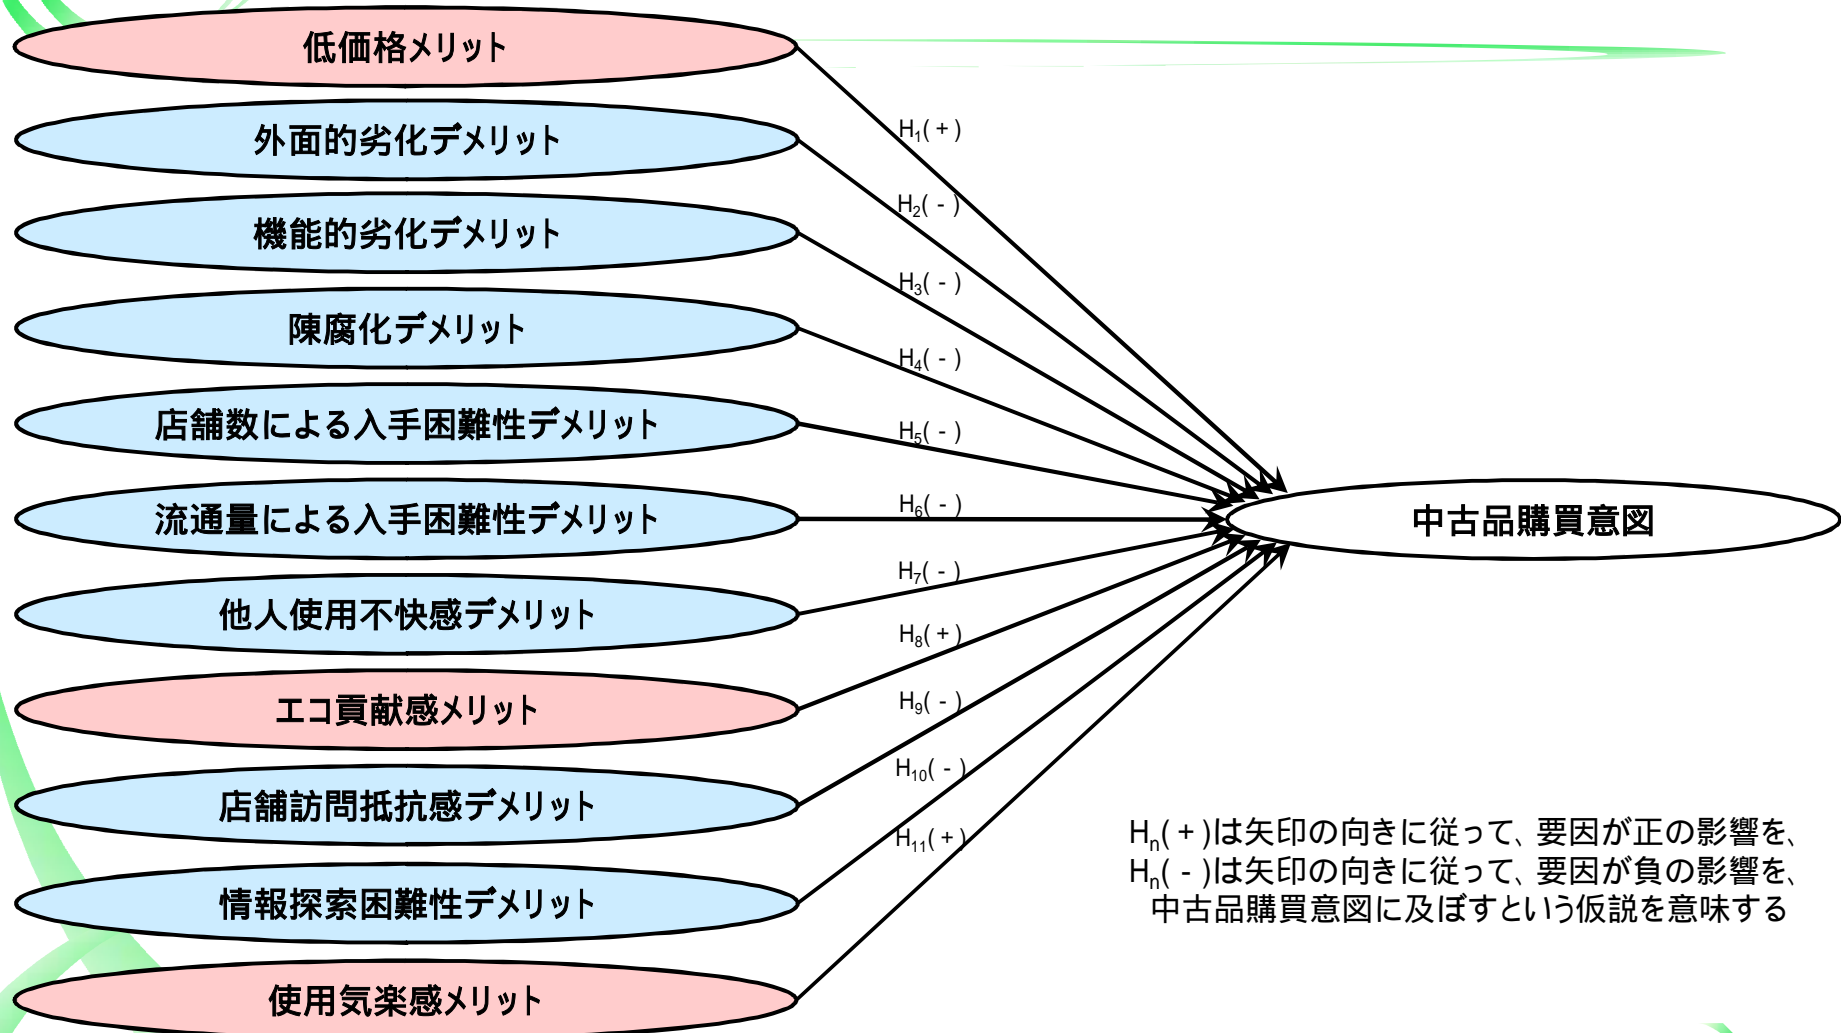 低価格メリット
H₁(+)
外面的劣化デメリット
H₂(-)
機能的劣化デメリット
H₃(-)
陳腐化デメリット
H₄(-)
店舗数による入手困難性デメリット
H₅(-)
流通量による入手困難性デメリット
H₆(-)
中古品購買意図
H₇(-)
他人使用不快感デメリット
H₈(+)
エコ貢献感メリット
H₉(-)
店舗訪問抵抗感デメリット
H₁₀(-)
情報探索困難性デメリット
H₁₁(+)
使用気楽感メリット
Hₙ(+)は矢印の向きに従って、要因が正の影響を、
Hₙ(-)は矢印の向きに従って、要因が負の影響を、
中古品購買意図に及ぼすという仮説を意味する